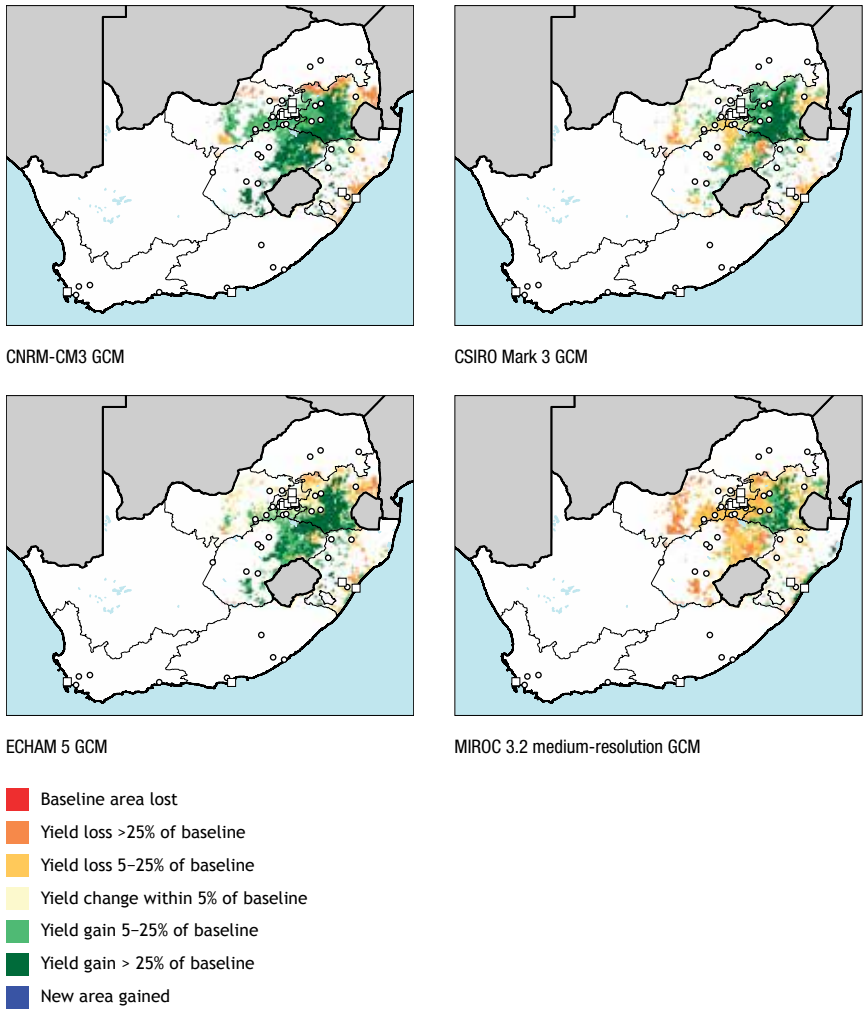 CNRM-CM3 GCM
CSIRO Mark 3 GCM
ECHAM 5 GCM
MIROC 3.2 medium-resolution GCM
Baseline area lost
Yield loss >25% of baseline
Yield loss 5–25% of baseline
Yield change within 5% of baseline
Yield gain 5–25% of baseline
Yield gain > 25% of baseline
New area gained